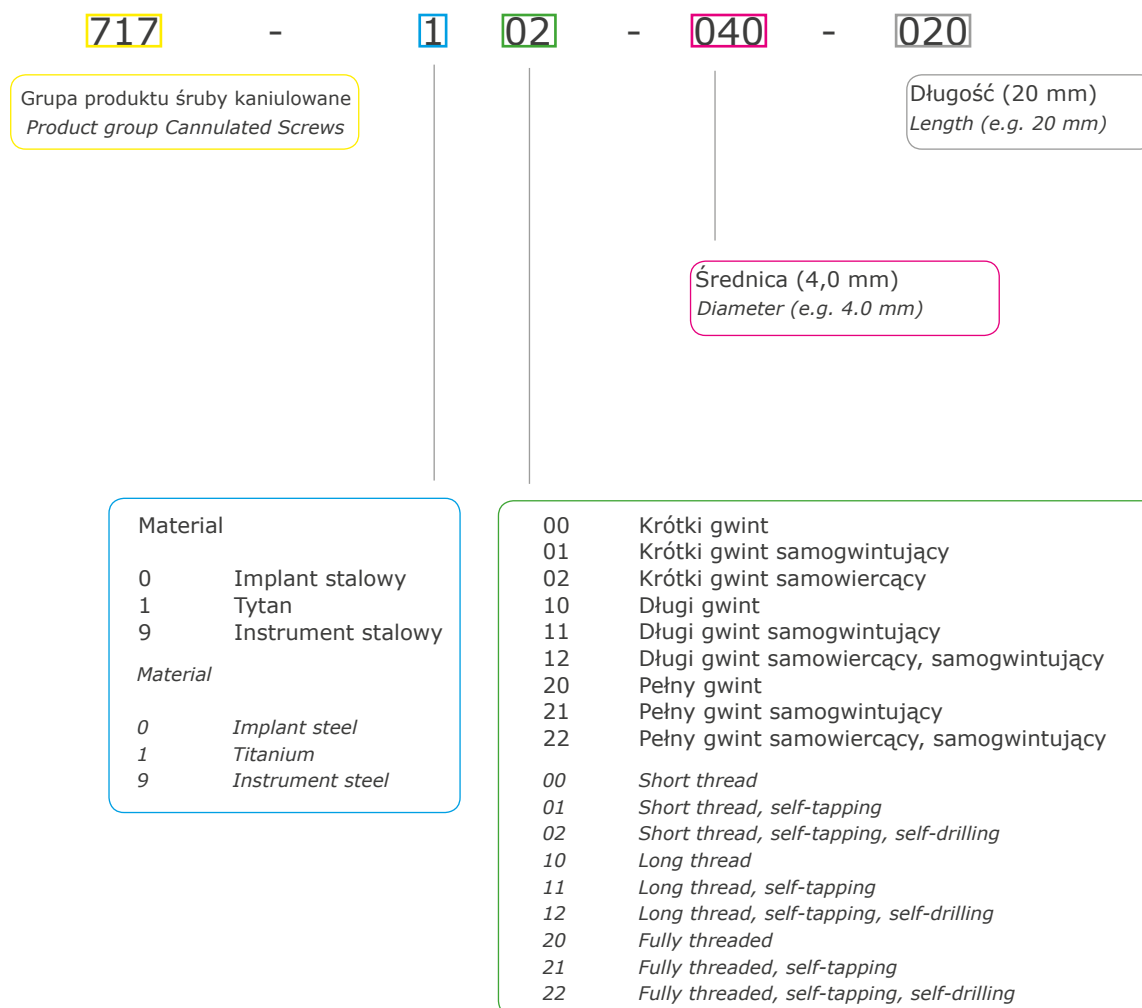 717 - 1 02 - 040 - 020
Grupa produktu śruby kaniulowane
Product group Cannulated Screws
Długość (20 mm)
Length (e.g. 20 mm)
Średnica (4,0 mm)
Diameter (e.g. 4.0 mm)
Material
0 Implant stalowy
1 Tytan
9 Instrument stalowy
Material
0 Implant steel
1 Titanium
9 Instrument steel
00 Krótki gwint
01 Krótki gwint samogwintujący
02 Krótki gwint samowiercący
10 Długi gwint
11 Długi gwint samogwintujący
12 Długi gwint samowiercący, samogwintujący
20 Pełny gwint
21 Pełny gwint samogwintujący
22 Pełny gwint samowiercący, samogwintujący
00 Short thread
01 Short thread, self-tapping
02 Short thread, self-tapping, self-drilling
10 Long thread
11 Long thread, self-tapping
12 Long thread, self-tapping, self-drilling
20 Fully threaded
21 Fully threaded, self-tapping
22 Fully threaded, self-tapping, self-drilling